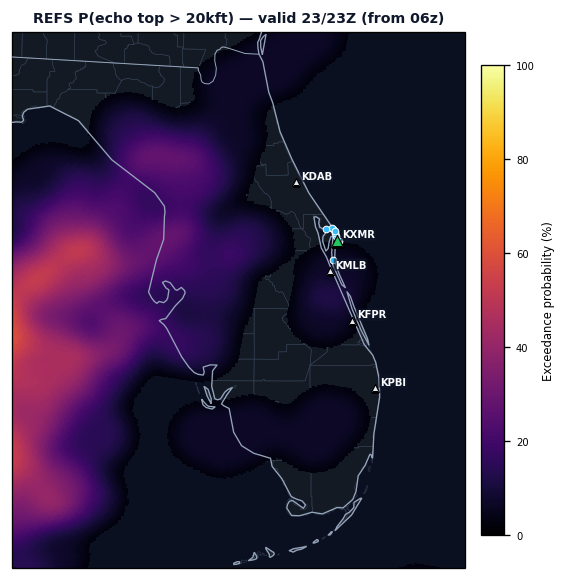 REFS P(echo top > 20kft) — valid 23/23Z (from 06z)
KDAB
KXMR
KMLB
KFPR
KPBI
100
80
60
40
20
0
Exceedance probability (%)